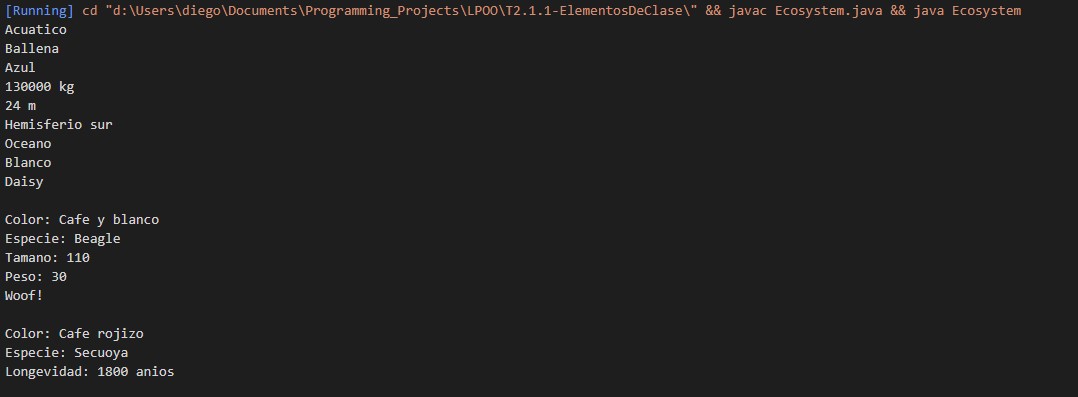 [Running] cd "d:\Users\diego\Documents\Programming_Projects\LPOO\T2.1.1-ElementosDeClase\" && javac Ecosystem.java && java Ecosystem
Acuatico
Ballena
Azul
130000 kg
24 m
Hemisferio sur
Oceano
Blanco
Daisy

Color: Cafe y blanco
Especie: Beagle
Tamano: 110
Peso: 30
Woof!

Color: Cafe rojizo
Especie: Secuoya
Longevidad: 1800 anios